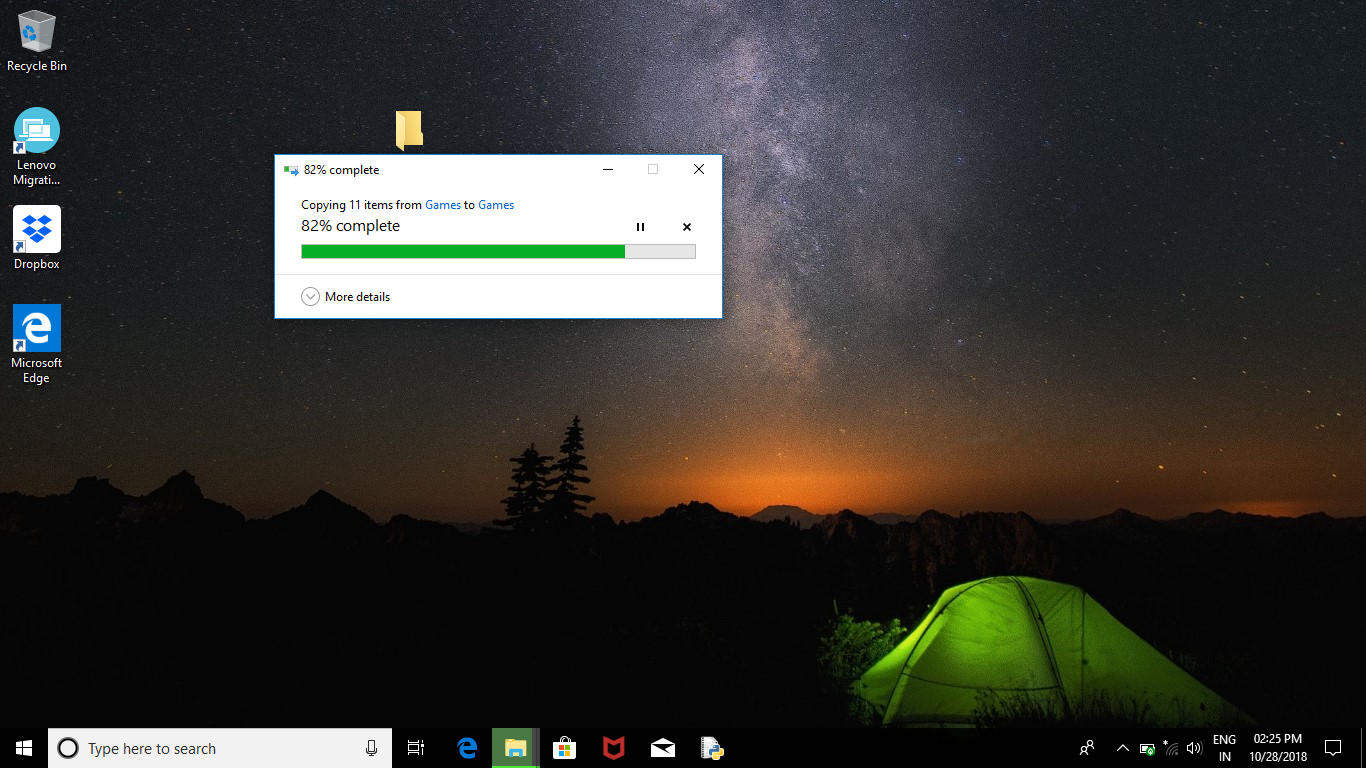 Recycle Bin
Lenovo
Migrati...
Dropbox
Microsoft
Edge
82% complete
Copying 11 items from Games to Games
82% complete
More details
Type here to search
ENG
IN
02:25 PM
10/28/2018